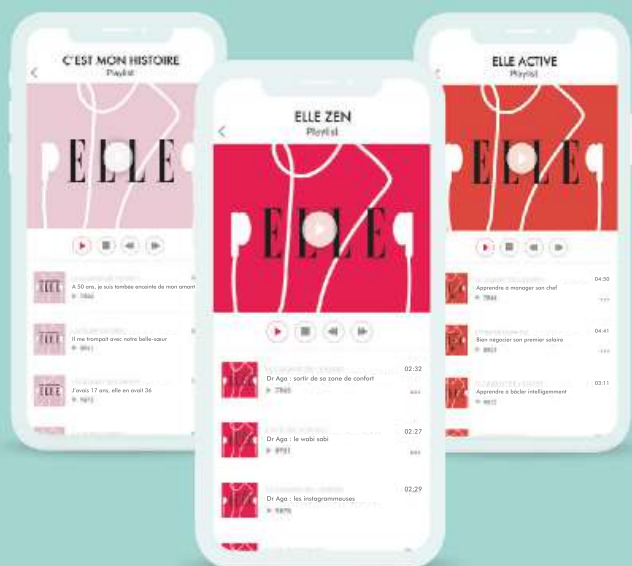 C'EST MON HISTOIRE
Playlist
ELLE
ELLE
A 50 ans, je suis tombée enceinte de mon amant
ELLE
Il me trompait avec notre belle-sœur
ELLE
J'avais 17 ans, elle en avait 36
ELLE ZEN
Playlist
ELLE
02:32
Dr Aga : sortir de sa zone de confort
02:27
Dr Aga : le wabi sabi
02:29
Dr Aga : les instagrammeuses
ELLE ACTIVE
Playlist
ELLE
04:50
Apprendre à manager son chef
04:41
Bien négocier son premier salaire
03:11
Apprendre à bâcler intelligemment